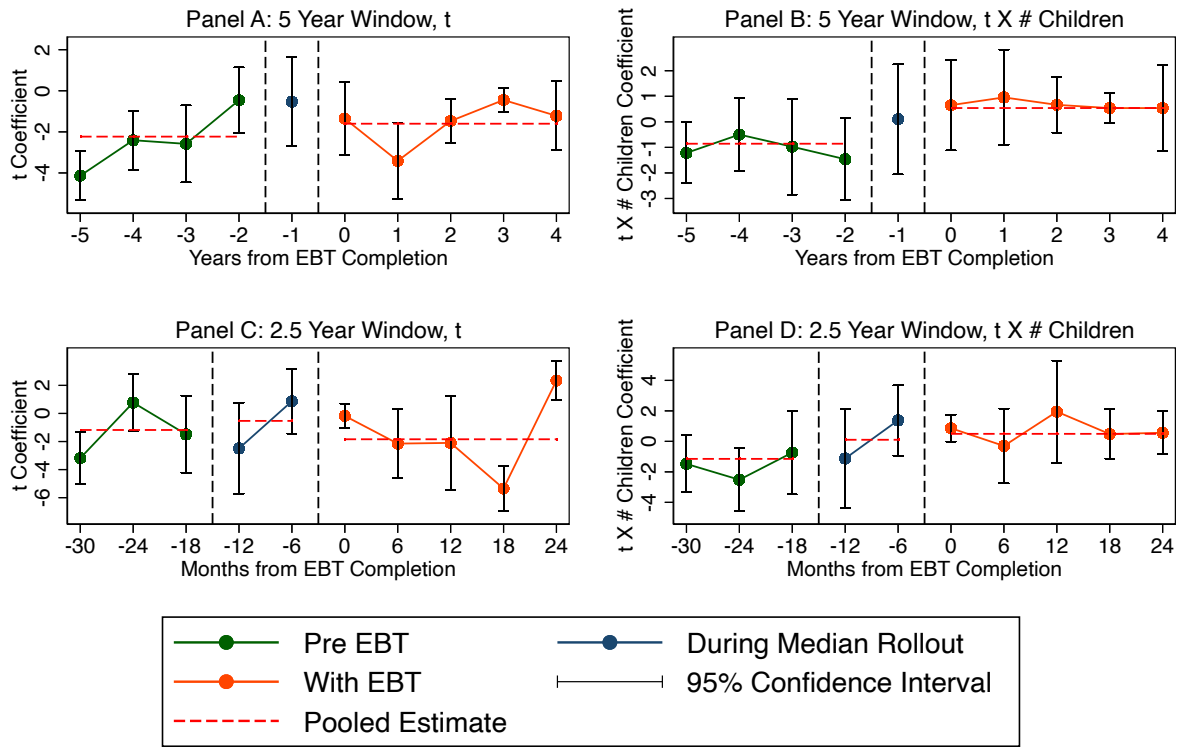 Panel A: 5 Year Window, t
t Coefficient
2
0
-2
-4
-5 -4 -3 -2 -1 0 1 2 3 4
Years from EBT Completion
Panel B: 5 Year Window, t X # Children
t X # Children Coefficient
2
1
0
-1
-2
-3
-5 -4 -3 -2 -1 0 1 2 3 4
Years from EBT Completion
Panel C: 2.5 Year Window, t
t Coefficient
2
0
-2
-4
-6
-30 -24 -18 -12 -6 0 6 12 18 24
Months from EBT Completion
Panel D: 2.5 Year Window, t X # Children
t X # Children Coefficient
4
2
0
-2
-4
-30 -24 -18 -12 -6 0 6 12 18 24
Months from EBT Completion
Pre EBT
During Median Rollout
With EBT
95% Confidence Interval
Pooled Estimate